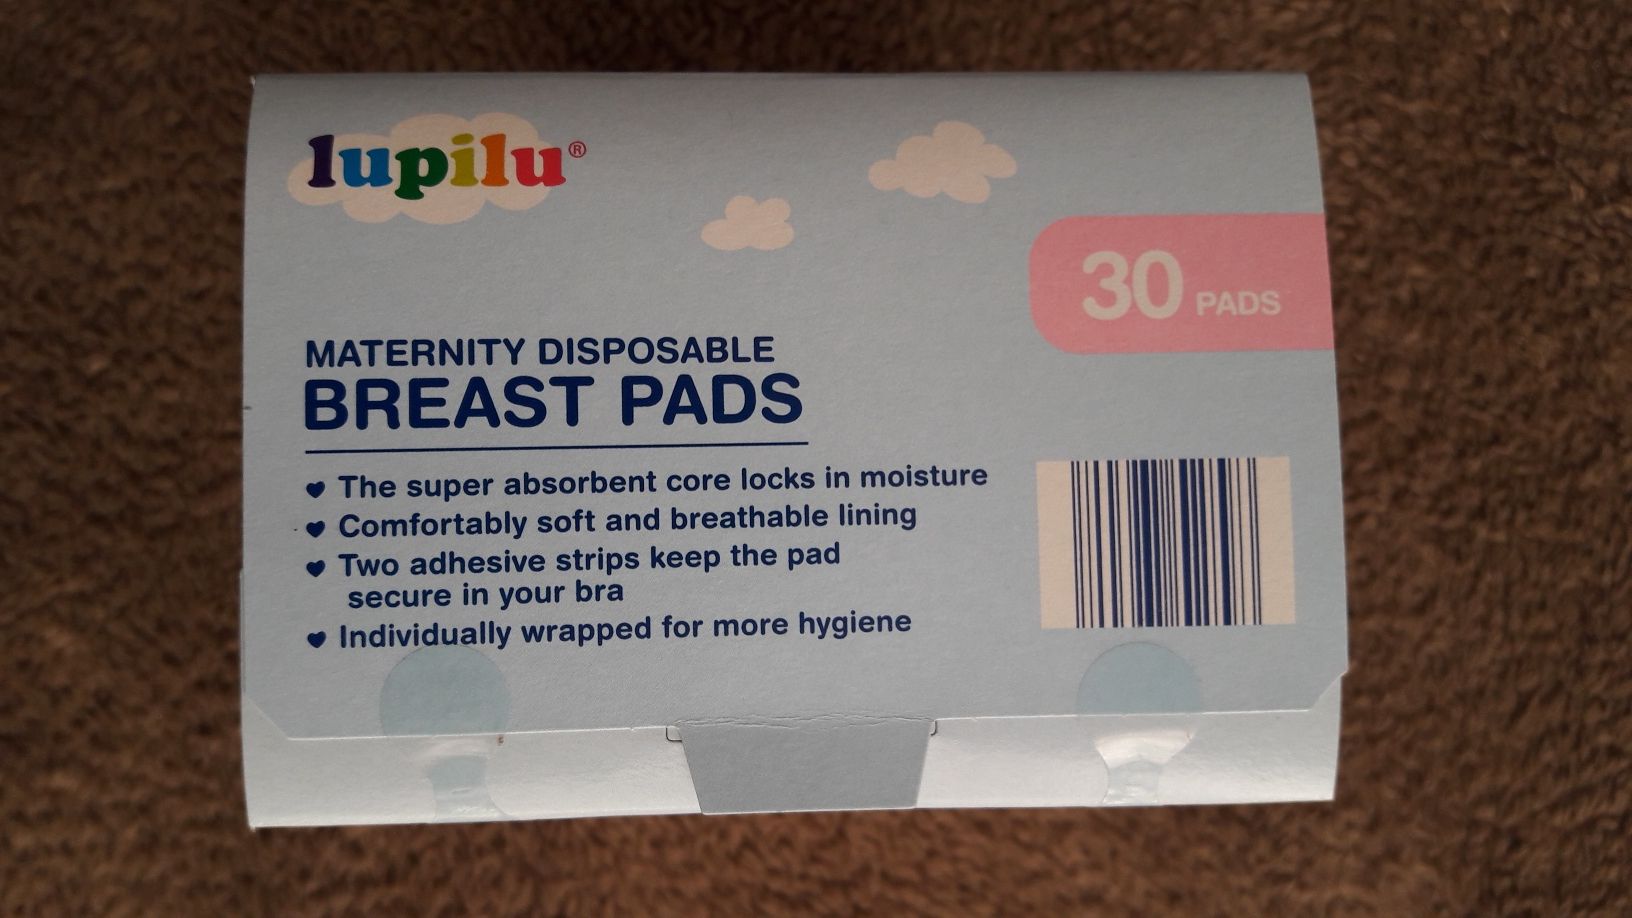 lupilu®
30 PADS
MATERNITY DISPOSABLE
BREAST PADS
The super absorbent core locks in moisture
Comfortably soft and breathable lining
Two adhesive strips keep the pad
secure in your bra
Individually wrapped for more hygiene